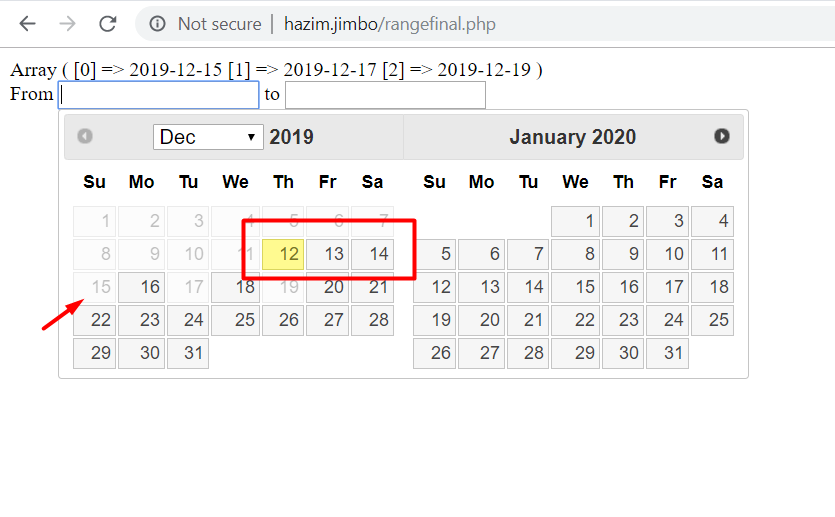 Not secure | hazim.jimbo/rangefinal.php
Array ( [0] => 2019-12-15 [1] => 2019-12-17 [2] => 2019-12-19 )
From to
Dec 2019 January 2020
Su Mo Tu We Th Fr Sa Su Mo Tu We Th Fr Sa
1 2 3 4 5 6 7 1 2 3 4
8 9 10 11 12 13 14 5 6 7 8 9 10 11
15 16 17 18 19 20 21 12 13 14 15 16 17 18
22 23 24 25 26 27 28 19 20 21 22 23 24 25
29 30 31 26 27 28 29 30 31